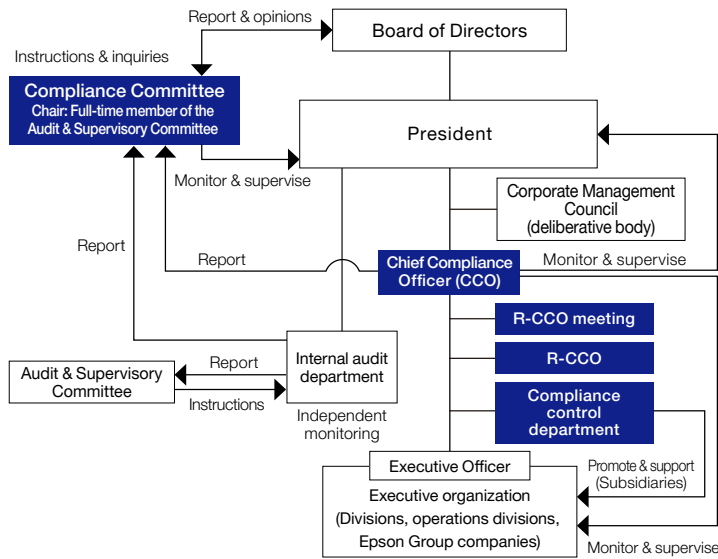 Report & opinions
Board of Directors
Instructions & inquiries
Compliance Committee
Chair: Full-time member of the
Audit & Supervisory Committee
President
Monitor & supervise
Corporate Management
Council
(deliberative body)
Report
Report
Chief Compliance
Officer (CCO)
Monitor & supervise
R-CCO meeting
R-CCO
Internal audit
department
Audit & Supervisory
Committee
Report
Instructions
Independent
monitoring
Compliance
control
department
Executive Officer
Promote & support
(Subsidiaries)
Executive organization
(Divisions, operations divisions,
Epson Group companies)
Monitor & supervise